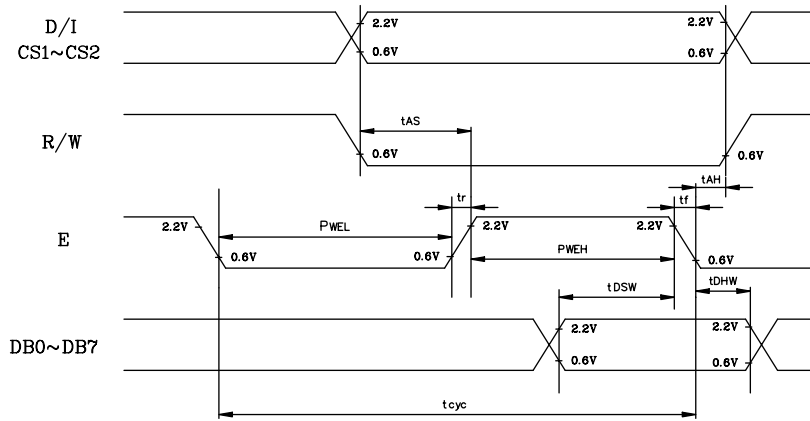 D/I
CS1~CS2
2.2V 2.2V
0.6V 0.6V
R/W
tAS
0.6V 0.6V
tAH
tr tf
E
2.2V PWEL 2.2V 2.2V
0.6V 0.6V PWEH 0.6V
tDSW tDHW
DB0~DB7
2.2V 2.2V
0.6V 0.6V
tcyc